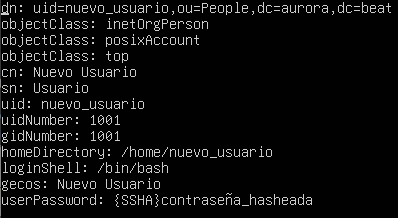 dn: uid=nuevo_usuario,ou=People,dc=aurora,dc=beat
objectClass: inetOrgPerson
objectClass: posixAccount
objectClass: top
cn: Nuevo Usuario
sn: Usuario
uid: nuevo_usuario
uidNumber: 1001
gidNumber: 1001
homeDirectory: /home/nuevo_usuario
loginShell: /bin/bash
gecos: Nuevo Usuario
userPassword: {SSHA}contraseña_hasheada